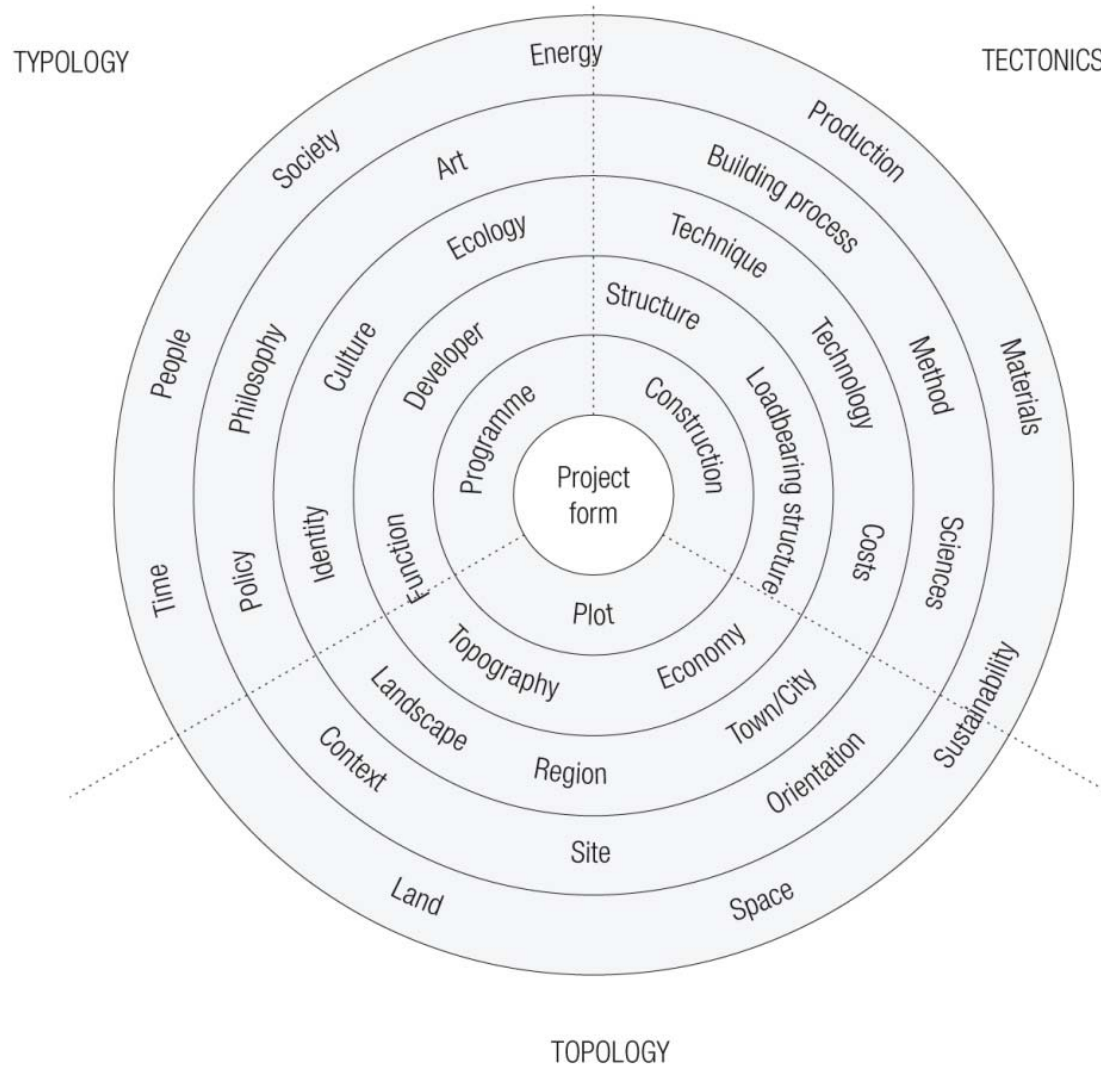 TYPOLOGY
TECTONICS
Energy
Society
Production
Art
Building process
Ecology
Technique
Structure
People
Philosophy
Culture
Developer
Programme
Construction
Loadbearing structure
Technology
Method
Materials
Project
form
Time
Policy
Identity
Function
Plot
Costs
Sciences
Topography
Economy
Landscape
Region
Town/City
Sustainability
Context
Site
Orientation
Land
Space
TOPOLOGY